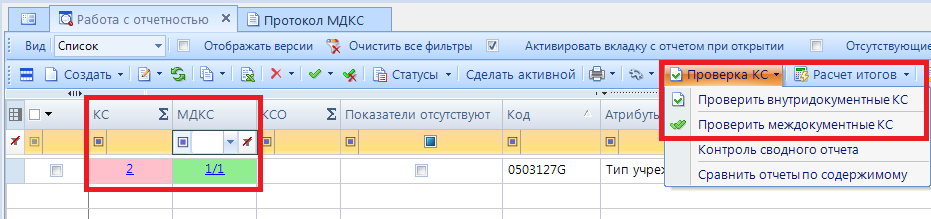 Работа с отчетностью Протокол МДКС
Вид Список Отображать версии Очистить все фильтры Активировать вкладку с отчетом при открытии Отсутствующие
Создать Статусы Сделать активной Проверка КС Расчет итогов
Проверить внутридокументные КС
Проверить междокументные КС
Контроль сводного отчета
Сравнить отчеты по содержимому
КС Σ МДКС Σ КСО Σ Показатели отсутствуют Код Атрибуты
2 1/1 0503127G Тип учреж